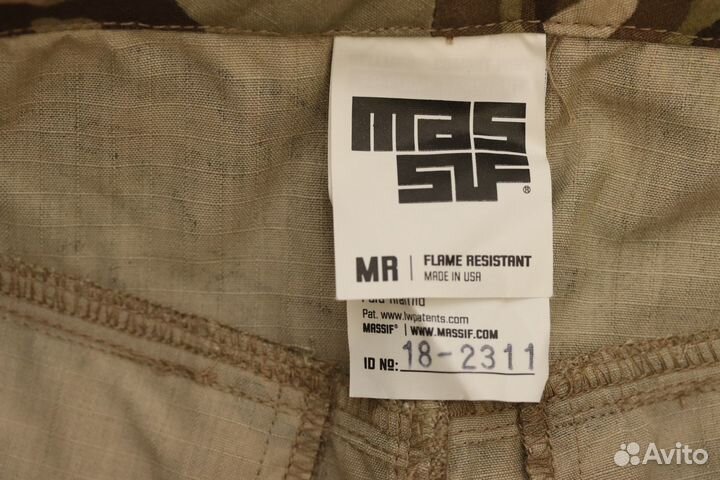 mas
sif®
MR | FLAME RESISTANT
MADE IN USA
Pat. www.lwpatents.com
MASSIF® | WWW.MASSIF.COM
ID Nº: 18-2311
Avito